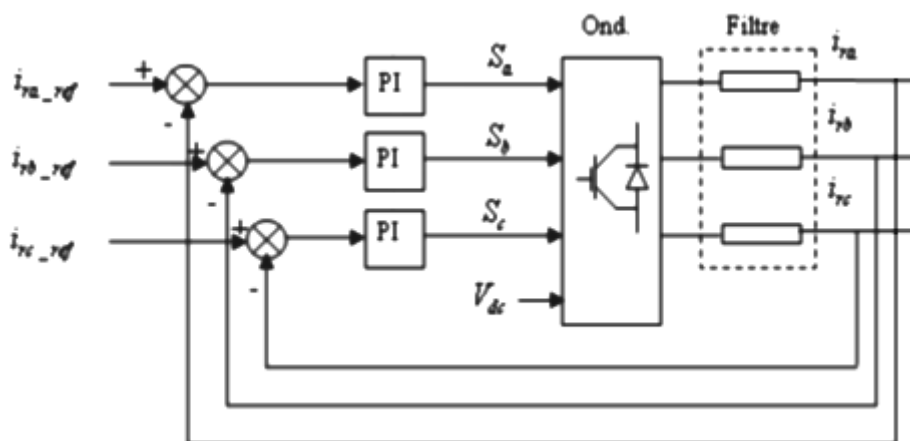 Ond.
Filtre
i_ra_ref
+
-
PI
S_a
i_ra
i_rb_ref
+
-
PI
S_b
i_rb
i_rc_ref
+
-
PI
S_c
i_rc
V_dc